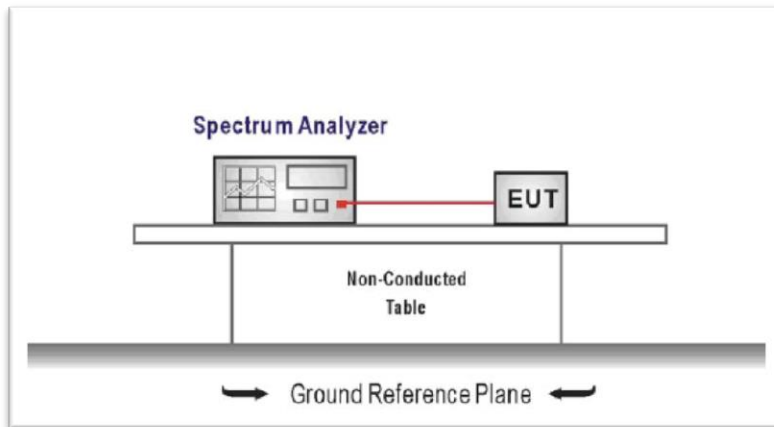 Spectrum Analyzer
EUT
Non-Conducted
Table
Ground Reference Plane